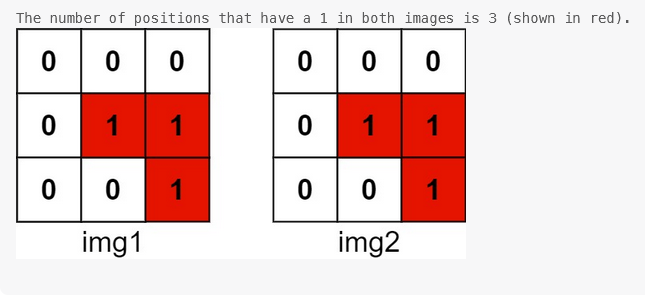 The number of positions that have a 1 in both images is 3 (shown in red).
0 0 0 0 0 0
0 1 1 0 1 1
0 0 1 0 0 1
img1 img2